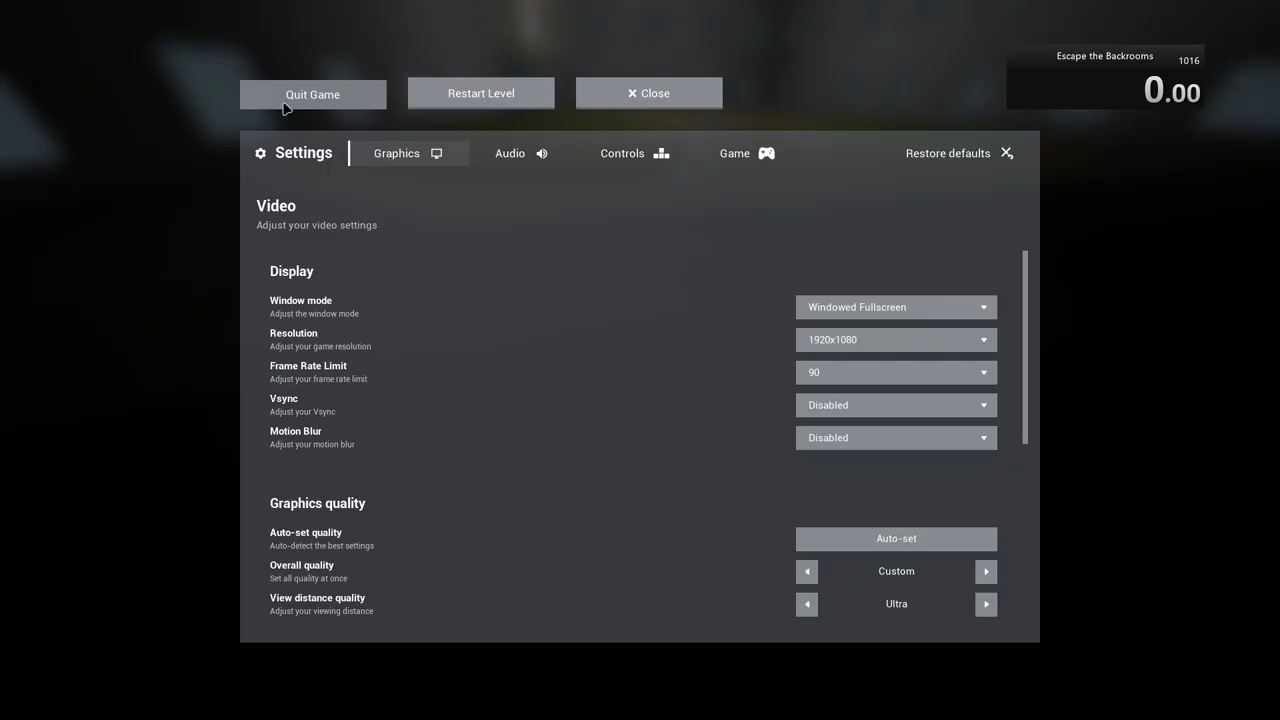 Escape the Backrooms
1016
0.00
Quit Game
Restart Level
Close
Settings
Graphics
Audio
Controls
Game
Restore defaults
Video
Adjust your video settings
Display
Window mode
Adjust the window mode
Windowed Fullscreen
Resolution
Adjust your game resolution
1920x1080
Frame Rate Limit
Adjust your frame rate limit
90
Vsync
Adjust your Vsync
Disabled
Motion Blur
Adjust your motion blur
Disabled
Graphics quality
Auto-set quality
Auto-detect the best settings
Auto-set
Overall quality
Set all quality at once
Custom
View distance quality
Adjust your viewing distance
Ultra